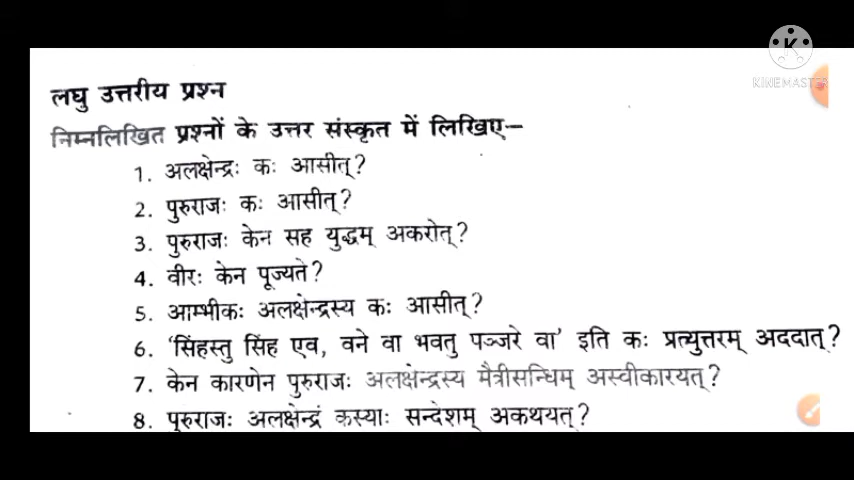 KINEMASTER
लघु उत्तरीय प्रश्न
निम्नलिखित प्रश्नों के उत्तर संस्कृत में लिखिए–
1. अलक्षेन्द्रः कः आसीत्?
2. पुरुराजः कः आसीत्?
3. पुरुराजः केन सह युद्धम् अकरोत्?
4. वीरः केन पूज्यते?
5. आम्भीकः अलक्षेन्द्रस्य कः आसीत्?
6. ‘सिंहस्तु सिंह एव, वने वा भवतु पञ्जरे वा’ इति कः प्रत्युत्तरम् अददात्?
7. केन कारणेन पुरुराजः अलक्षेन्द्रस्य मैत्रीसन्धिम् अस्वीकारयत्?
8. पुरुराजः अलक्षेन्द्रं कस्याः सन्देशम् अकथयत्?